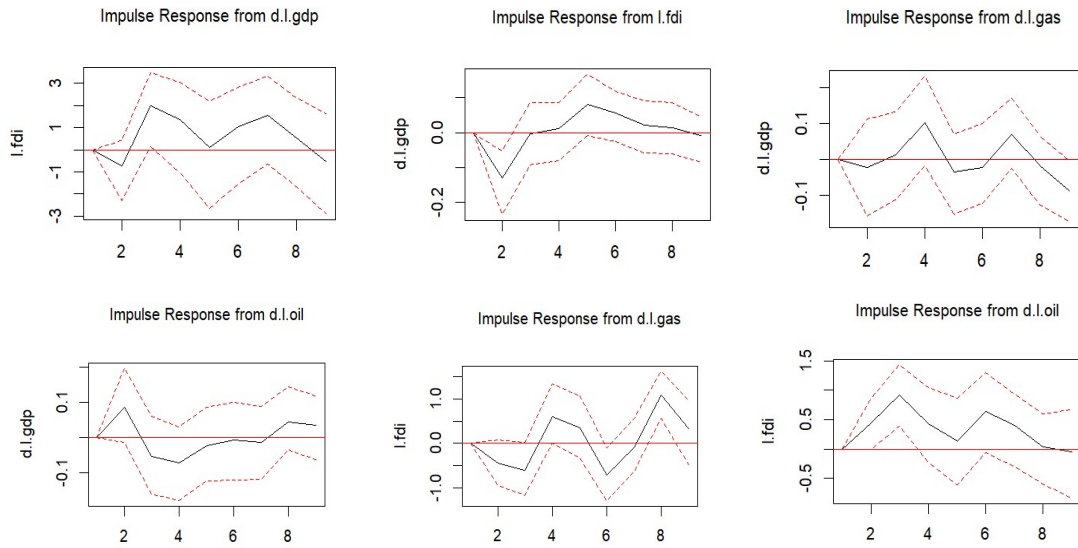 Impulse Response from d.l.gdp
l.fdi
3
1
-1
-3
2 4 6 8
Impulse Response from l.fdi
d.l.gdp
0.0
-0.2
2 4 6 8
Impulse Response from d.l.gas
d.l.gdp
0.1
-0.1
2 4 6 8
Impulse Response from d.l.oil
d.l.gdp
0.1
-0.1
2 4 6 8
Impulse Response from d.l.gas
l.fdi
1.0
0.0
-1.0
2 4 6 8
Impulse Response from d.l.oil
l.fdi
1.5
0.5
-0.5
2 4 6 8